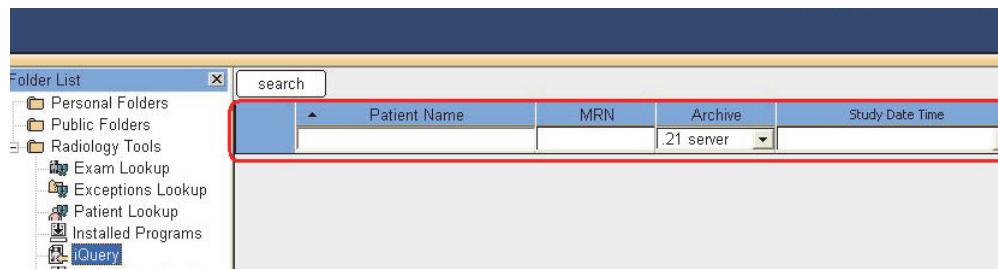 Folder List
search
Patient Name MRN Archive Study Date Time
.21 server
Personal Folders
Public Folders
Radiology Tools
Exam Lookup
Exceptions Lookup
Patient Lookup
Installed Programs
iQuery